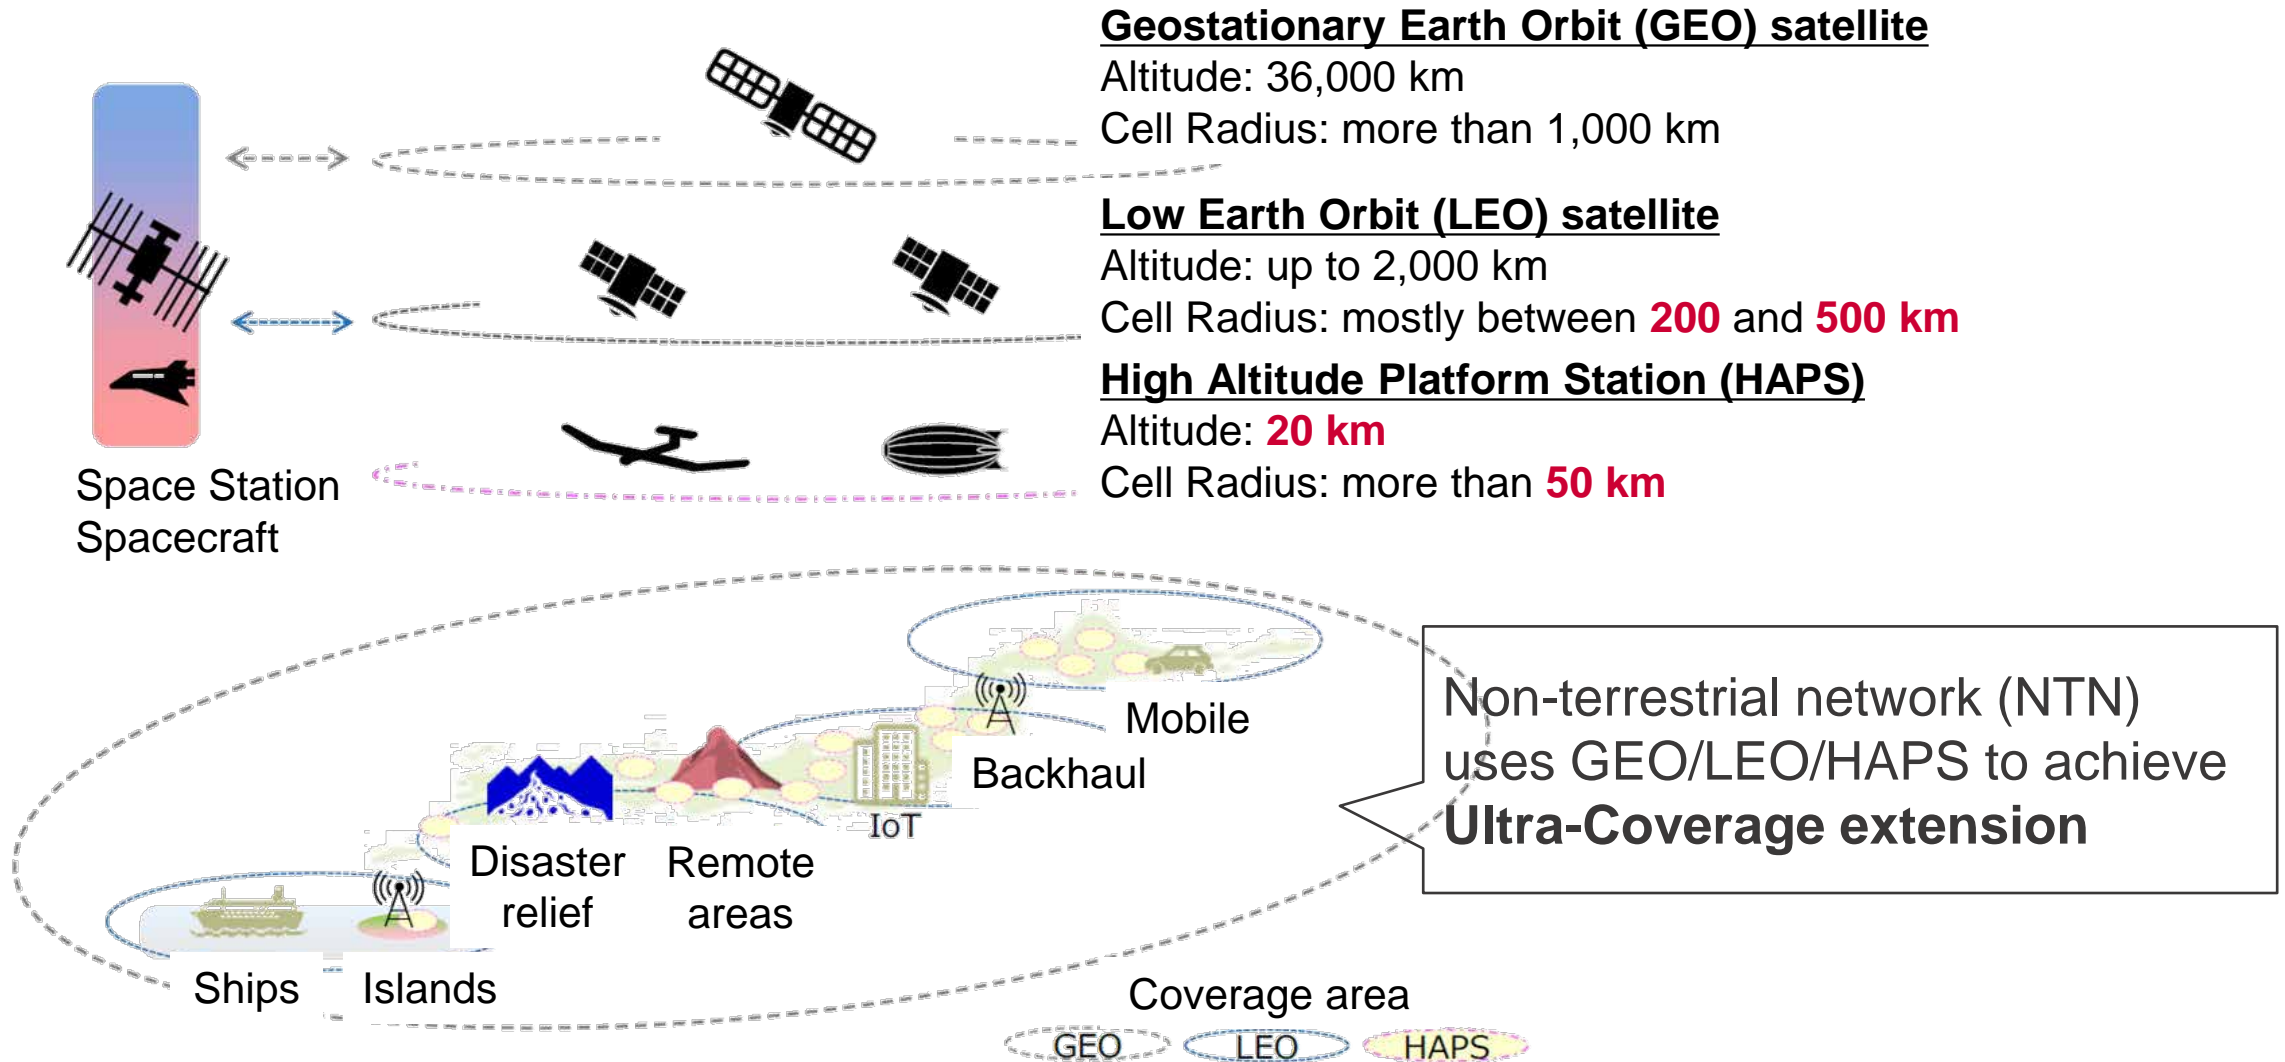 Geostationary Earth Orbit (GEO) satellite
Altitude: 36,000 km
Cell Radius: more than 1,000 km
Low Earth Orbit (LEO) satellite
Altitude: up to 2,000 km
Cell Radius: mostly between 200 and 500 km
High Altitude Platform Station (HAPS)
Altitude: 20 km
Cell Radius: more than 50 km
Space Station
Spacecraft
Mobile
Backhaul
IoT
Disaster
relief
Remote
areas
Ships
Islands
Non-terrestrial network (NTN)
uses GEO/LEO/HAPS to achieve
Ultra-Coverage extension
Coverage area
GEO
LEO
HAPS